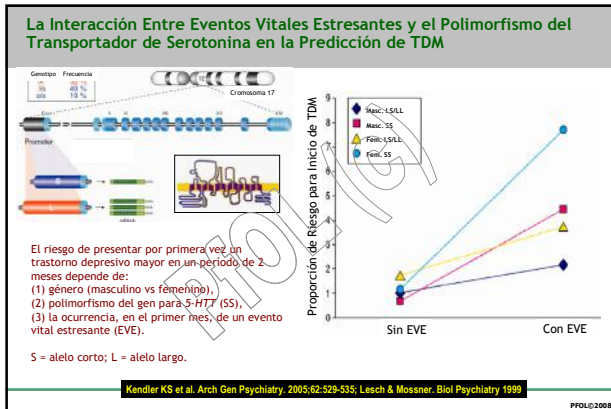 La Interacción Entre Eventos Vitales Estresantes y el Polimorfismo del
Transportador de Serotonina en la Predicción de TDM
Genotipo Frecuencia
49 %
Cromosoma 17
12
Promoter
El riesgo de presentar por primera vez un
trastorno depresivo mayor en un período de 2
meses depende de:
(1) género (masculino vs femenino),
(2) polimorfismo del gen para 5-HTT (SS),
(3) la ocurrencia, en el primer mes, de un evento
vital estresante (EVE).
S = alelo corto; L = alelo largo.
Proporción de Riesgo para Inicio de TDM
9
8
7
6
5
4
3
2
1
0
Masc. LS/LL
Masc. SS
Fem. LS/LL
Fem. SS
Sin EVE
Con EVE
PFOL(c)
Kendler KS et al. Arch Gen Psychiatry. 2005;62:529-535; Lesch & Mossner. Biol Psychiatry 1999
PFOL©2008